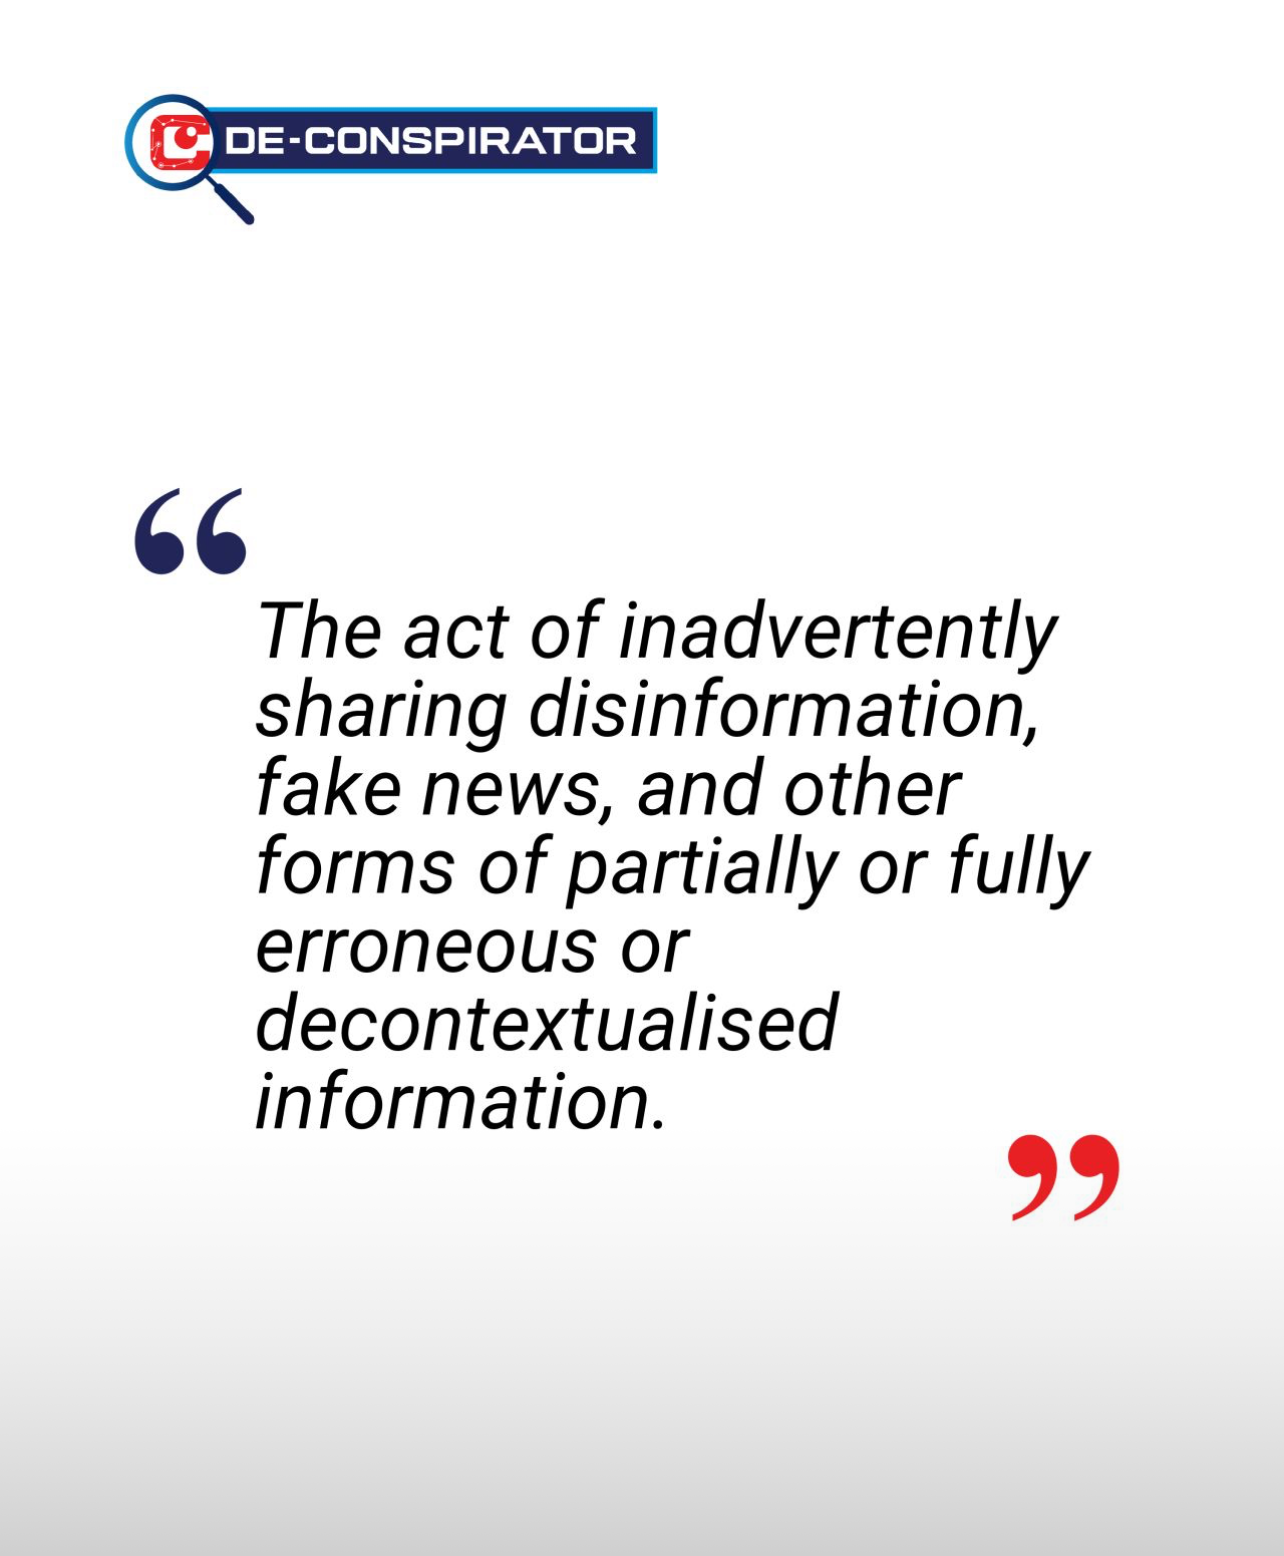 DE-CONSPIRATOR
“
The act of inadvertently
sharing disinformation,
fake news, and other
forms of partially or fully
erroneous or
decontextualised
information.
”